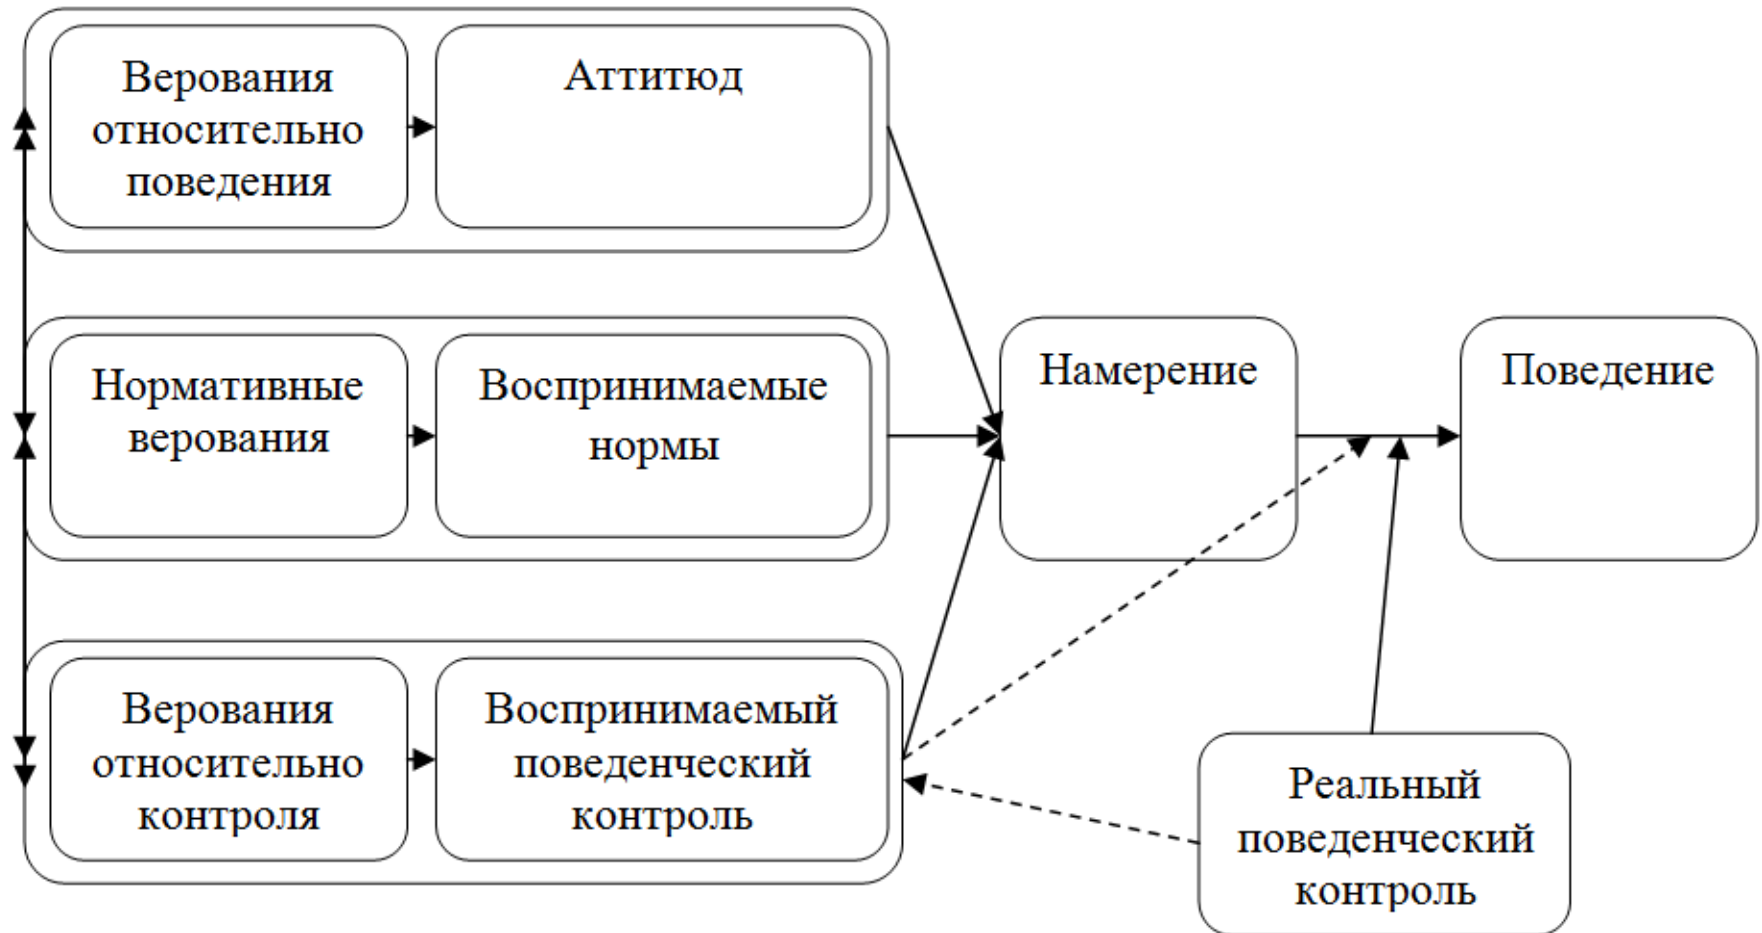 Верования
относительно
поведения
Аттитюд
Нормативные
верования
Воспринимаемые
нормы
Намерение
Поведение
Верования
относительно
контроля
Воспринимаемый
поведенческий
контроль
Реальный
поведенческий
контроль